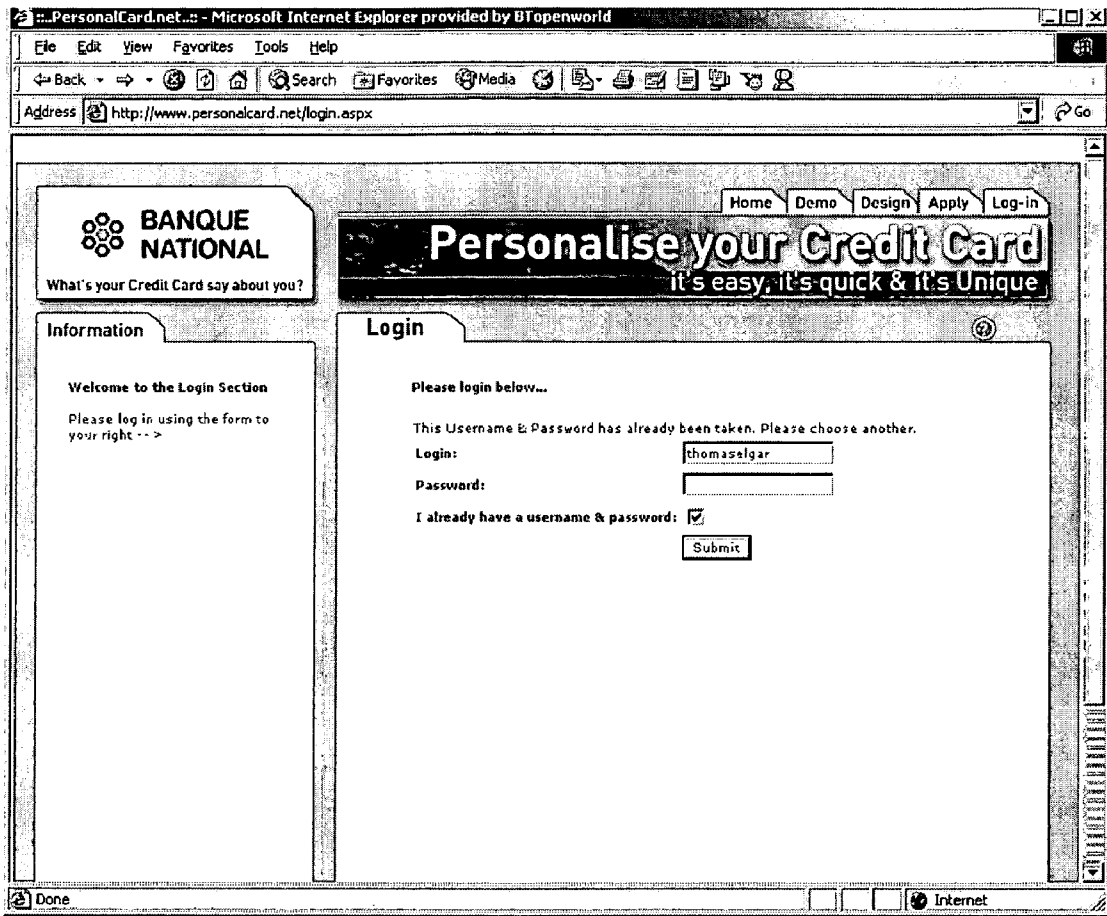 ::..PersonalCard.net..:: - Microsoft Internet Explorer provided by BTopenworld
File Edit View Favorites Tools Help
Back Search Favorites Media
Address http://www.personalcard.net/login.aspx Go
Home Demo Design Apply Log-in
BANQUE
NATIONAL
What's your Credit Card say about you?
Personalise your Credit Card
it's easy, it's quick & it's Unique
Information
Login
Welcome to the Login Section
Please log in using the form to
your right -- >
Please login below...
This Username & Password has already been taken. Please choose another.
Login: thomaselgar
Password:
I already have a username & password:
Submit
Done Internet